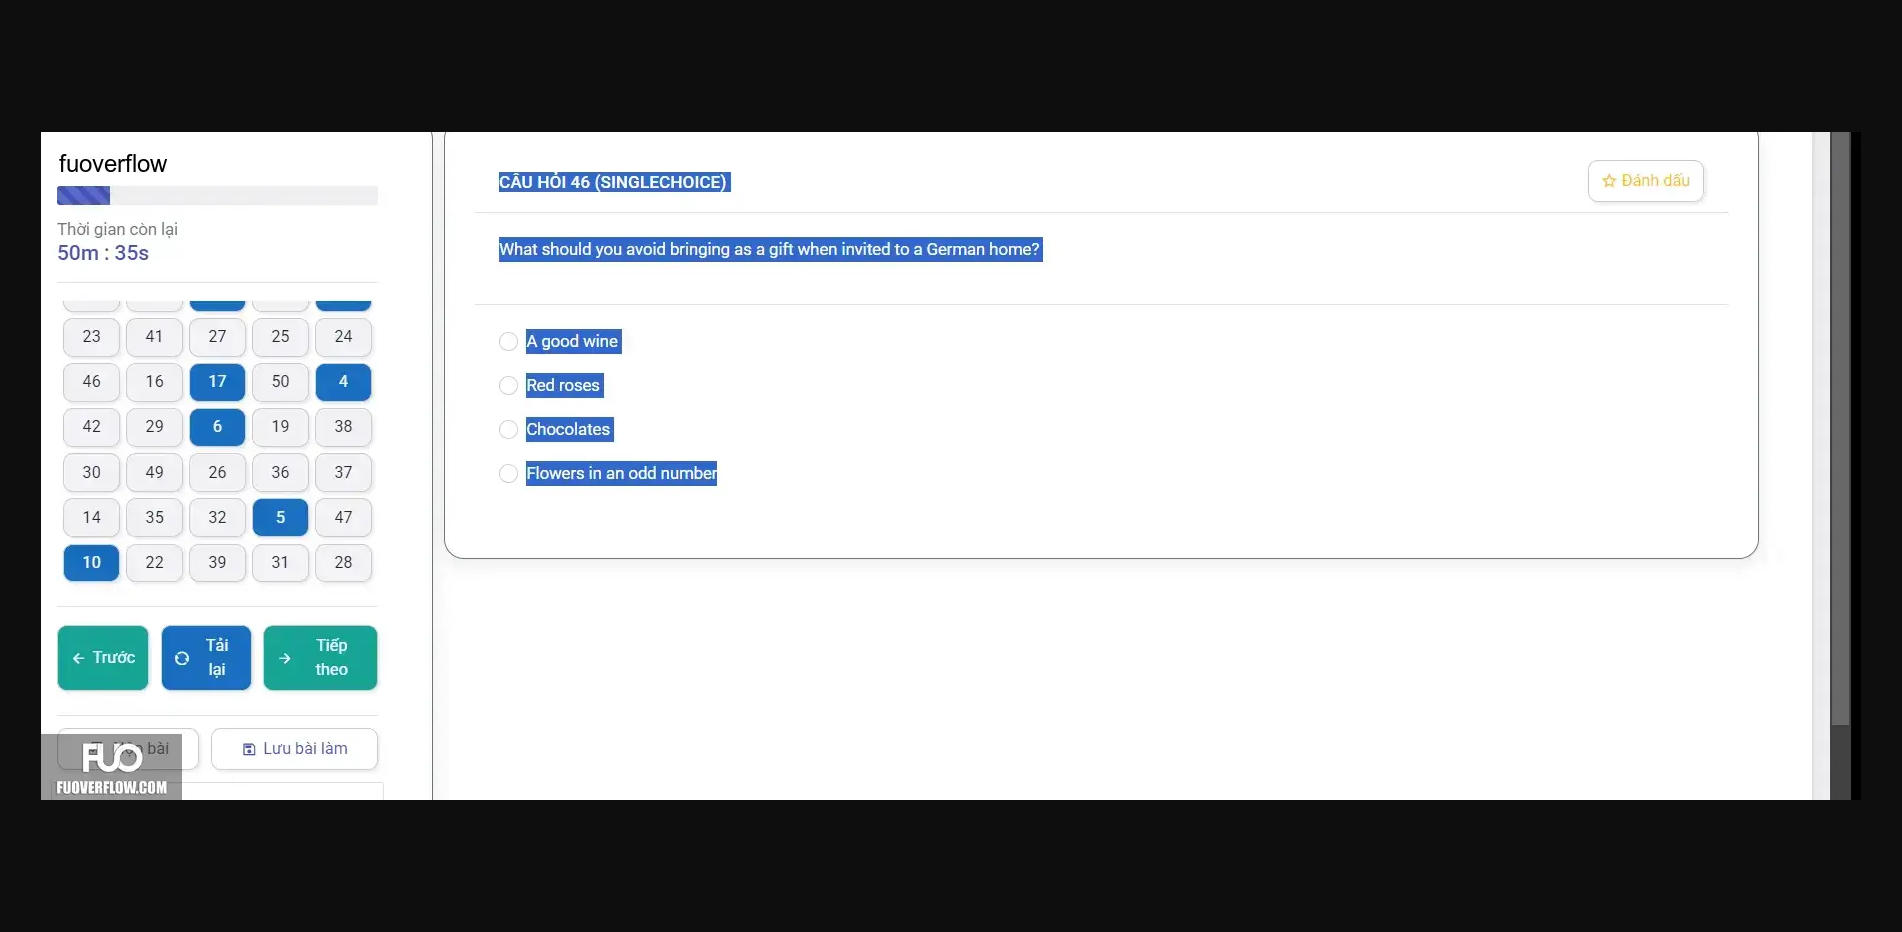 fuoverflow
Thời gian còn lại
50m : 35s
23 41 27 25 24
46 16 17 50 4
42 29 6 19 38
30 49 26 36 37
14 35 32 5 47
10 22 39 31 28
Trước
Tải lại
Tiếp theo
bài
Lưu bài làm
FUO
FUOVERFLOW.COM
CÂU HỎI 46 (SINGLECHOICE)
Đánh dấu
What should you avoid bringing as a gift when invited to a German home?
A good wine
Red roses
Chocolates
Flowers in an odd number